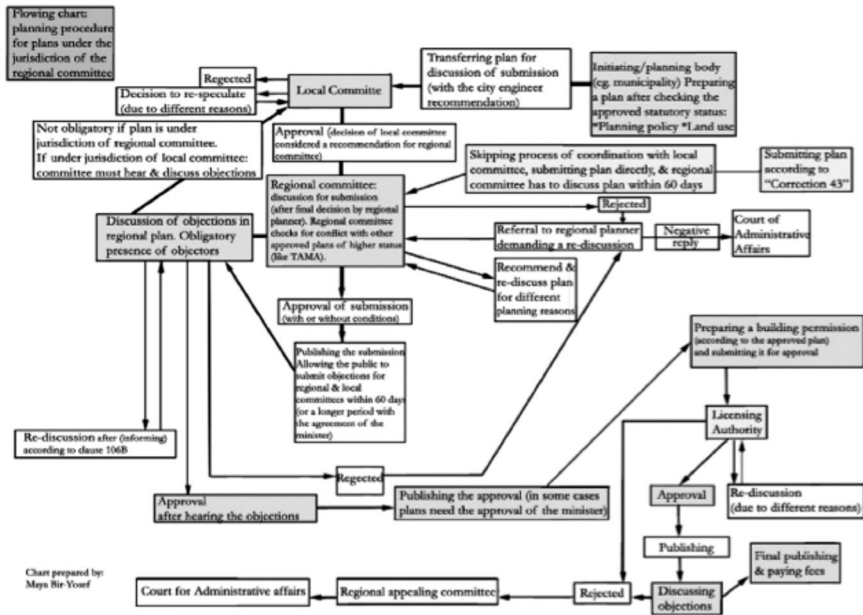 Flowing chart:
planning procedure
for plans under the
jurisdiction of the
regional committee
Regected
Decision to re-speculate
(due to different reasons)
Local Committe
Transferring plan for
discussion of submission
(with the city engineer
recommendation)
Initiating/planning body
(eg. municipality) Preparing
a plan after checking the
approved statutory status:
*Planning policy *Land use
Not obligatory if plan is under
jurisdiction of regional committee.
If under jurisdiction of local committee:
committee must hear & discuss objections
Approval (decision of local committee
considered a recommendation for regional
committee)
Skipping process of coordination with local
committee, submitting plan directly, & regional
committee has to discuss plan within 60 days
Submitting plan
according to
"Correction 43"
Regional committee:
discussion for submission
(after final decision by regional
planner). Regional committee
checks for conflict with other
approved plans of higher status
(like TAMA).
Discussion of objections in
regional plan. Obligatory
presence of objectors
Rejected
Referral to regional planner
demanding a re-discussion
Negative
reply
Court of
Administrative
Affairs
Recommend &
re-discuss plan
for different
planning reasons
Approval of submission
(with or without conditions)
Publishing the submission
Allowing the public to
submit objections for
regional & local
committees within 60 days
(or a longer period with
the agreement of the
minister)
Preparing a building permission
(according to the approved plan)
and submitting it for approval
Re-discussion after (informing)
according to clause 106B
Licensing
Authority
Regected
Approval
after hearing the objections
Publishing the approval (in some cases
plans need the approval of the minister)
Approval
Re-discussion
(due to different reasons)
Publishing
Final publishing
& paying fees
Chart prepared by:
Maya Bir-Yosef
Court for Administrative affairs
Regional appealing committee
Rejected
Discussing
objections